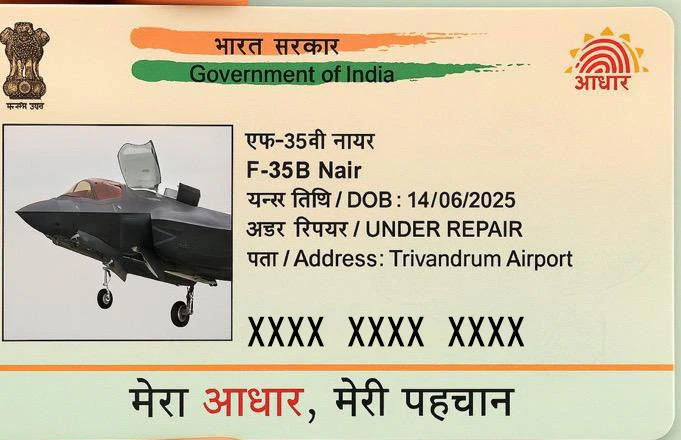 भारत सरकार
Government of India
आधार
एफ-35वी नायर
F-35B Nair
यन्स तिथि / DOB : 14/06/2025
अडर रिपयर / UNDER REPAIR
पता / Address: Trivandrum Airport
XXXX XXXX XXXX
मेरा आधार, मेरी पहचान